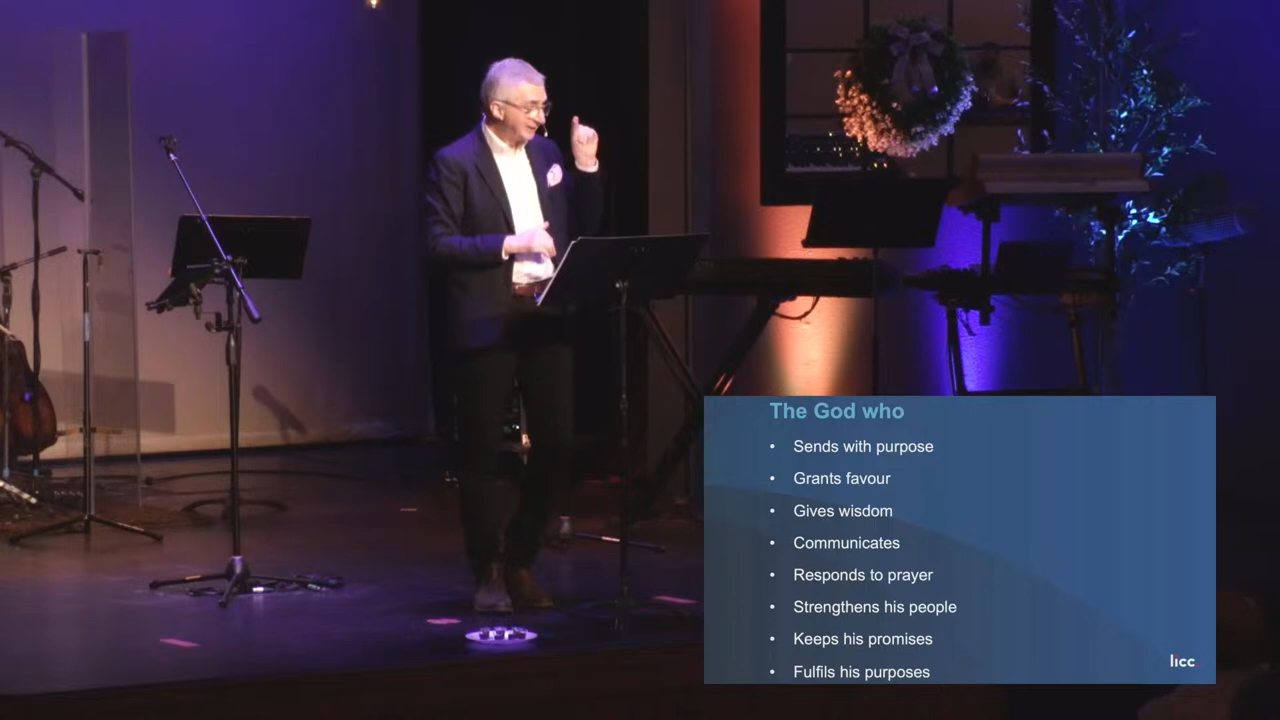 The God who
• Sends with purpose
• Grants favour
• Gives wisdom
• Communicates
• Responds to prayer
• Strengthens his people
• Keeps his promises
• Fulfils his purposes
licc.